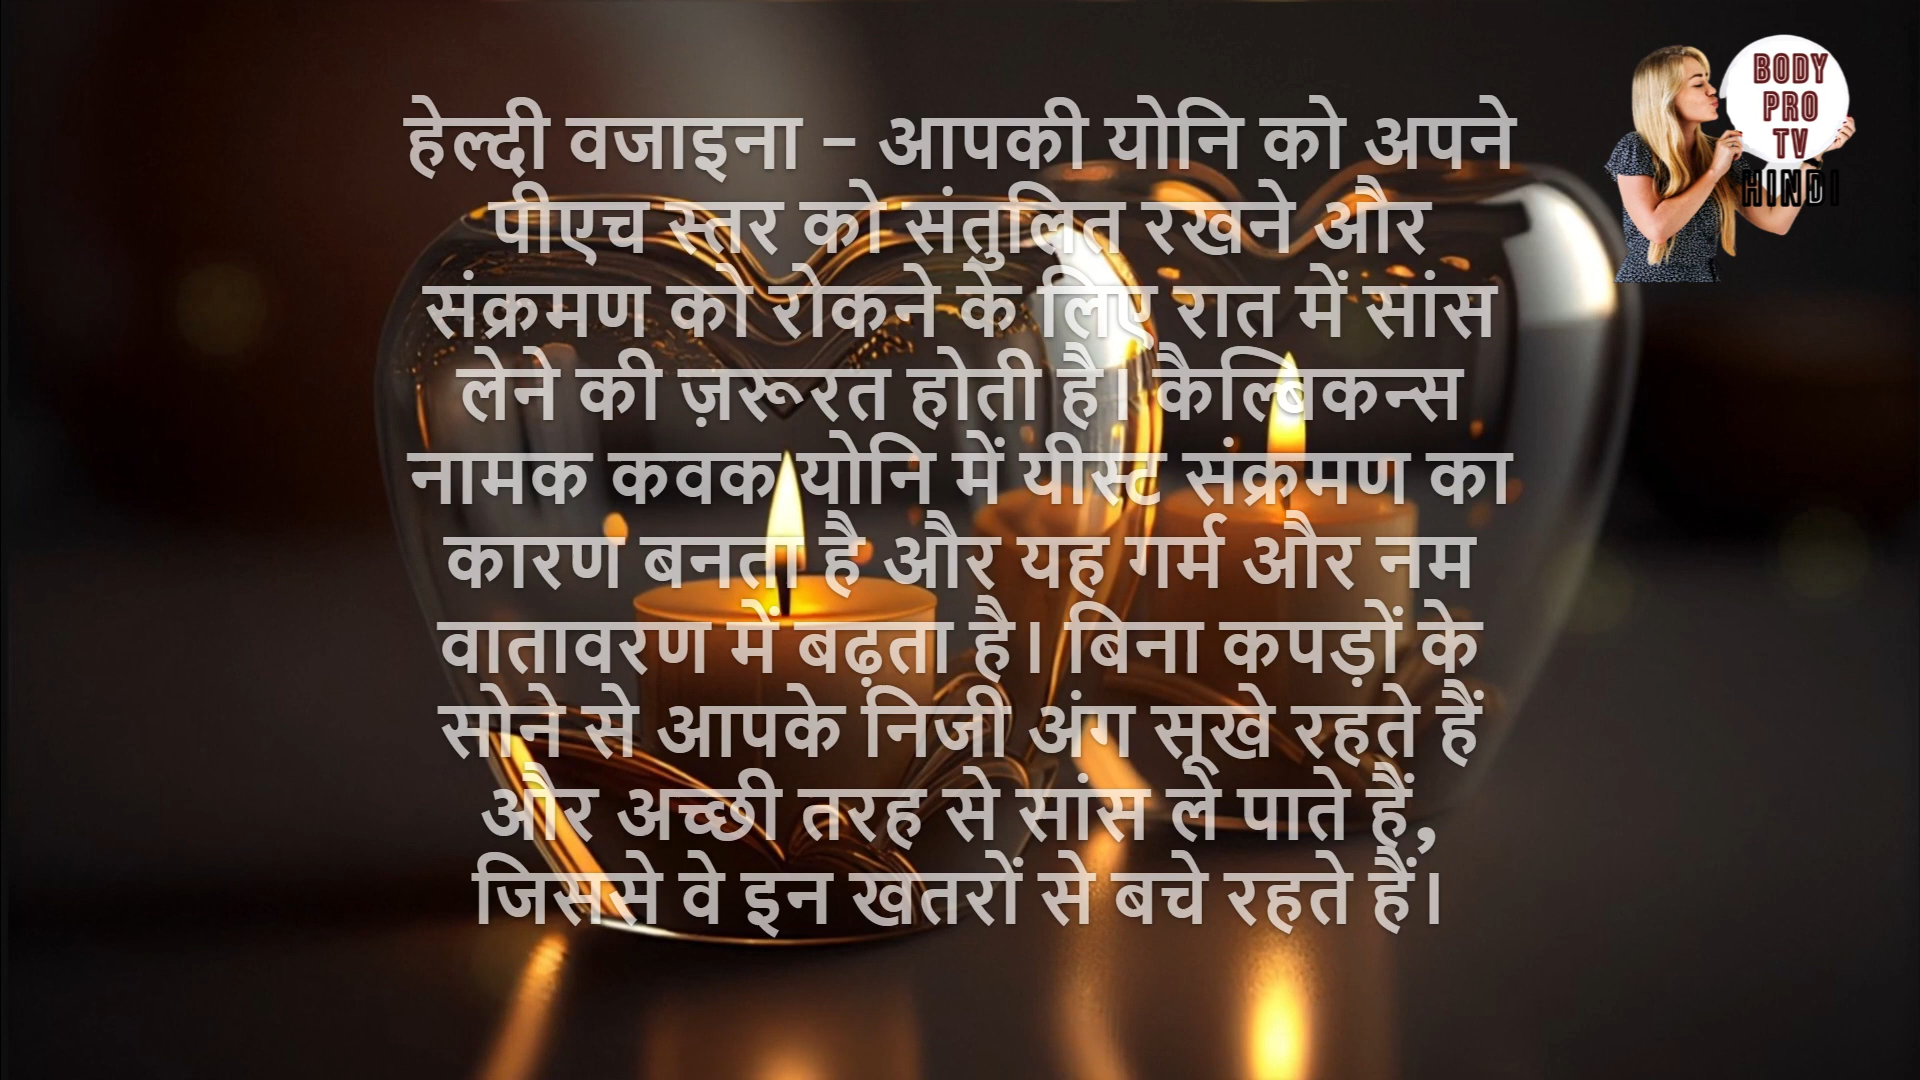 हेल्दी वजाइना - आपकी योनि को अपने
पीएच स्तर को संतुलित रखने और
संक्रमण को रोकने के लिए रात में सांस
लेने की ज़रूरत होती है। कैल्बिकन्स
नामक कवक योनि में यीस्ट संक्रमण का
कारण बनता है और यह गर्म और नम
वातावरण में बढ़ता है। बिना कपड़ों के
सोने से आपके निजी अंग सूखे रहते हैं
और अच्छी तरह से सांस ले पाते हैं,
जिससे वे इन खतरों से बचे रहते हैं।
BODY
PRO
TV
HINDI